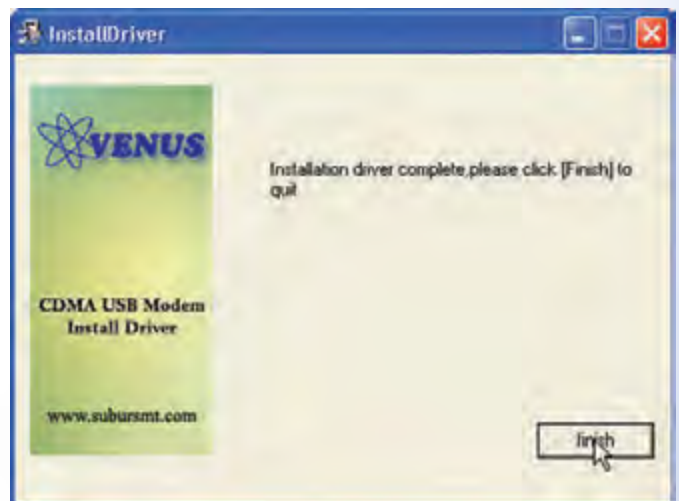 InstallDriver
VENUS
Installation driver complete,please click [Finish] to
quit
CDMA USB Modem
Install Driver
www.subursmt.com
finish